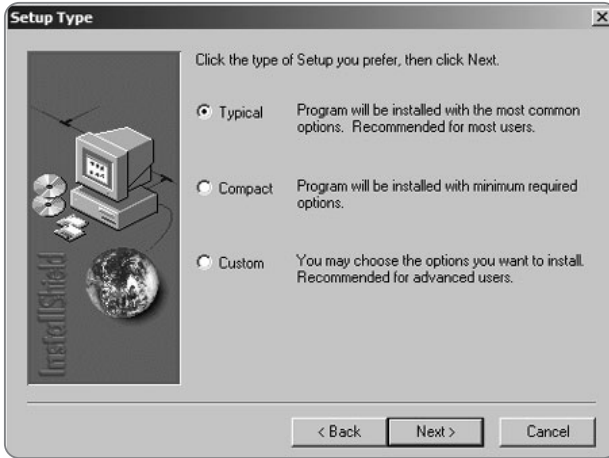 Setup Type
Click the type of Setup you prefer, then click Next.
Typical Program will be installed with the most common
options. Recommended for most users.
Compact Program will be installed with minimum required
options.
Custom You may choose the options you want to install.
Recommended for advanced users.
InstallShield
< Back Next > Cancel